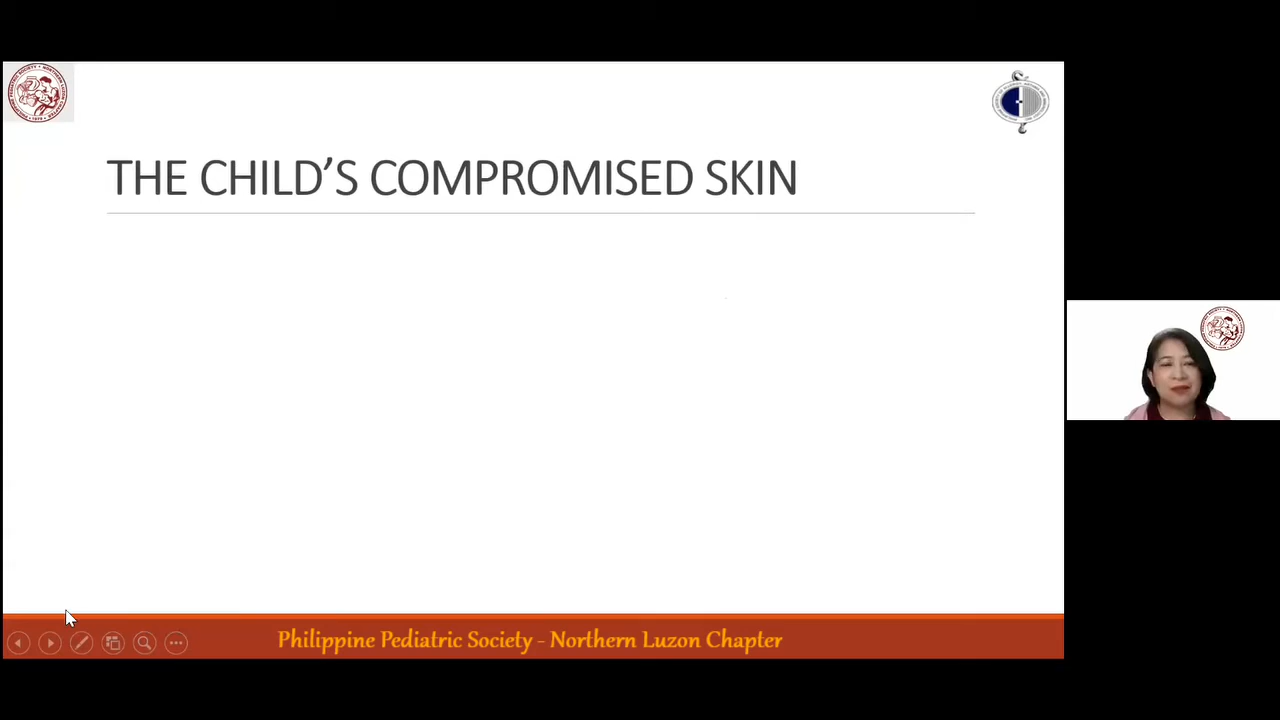 THE CHILD’S COMPROMISED SKIN
Philippine Pediatric Society - Northern Luzon Chapter